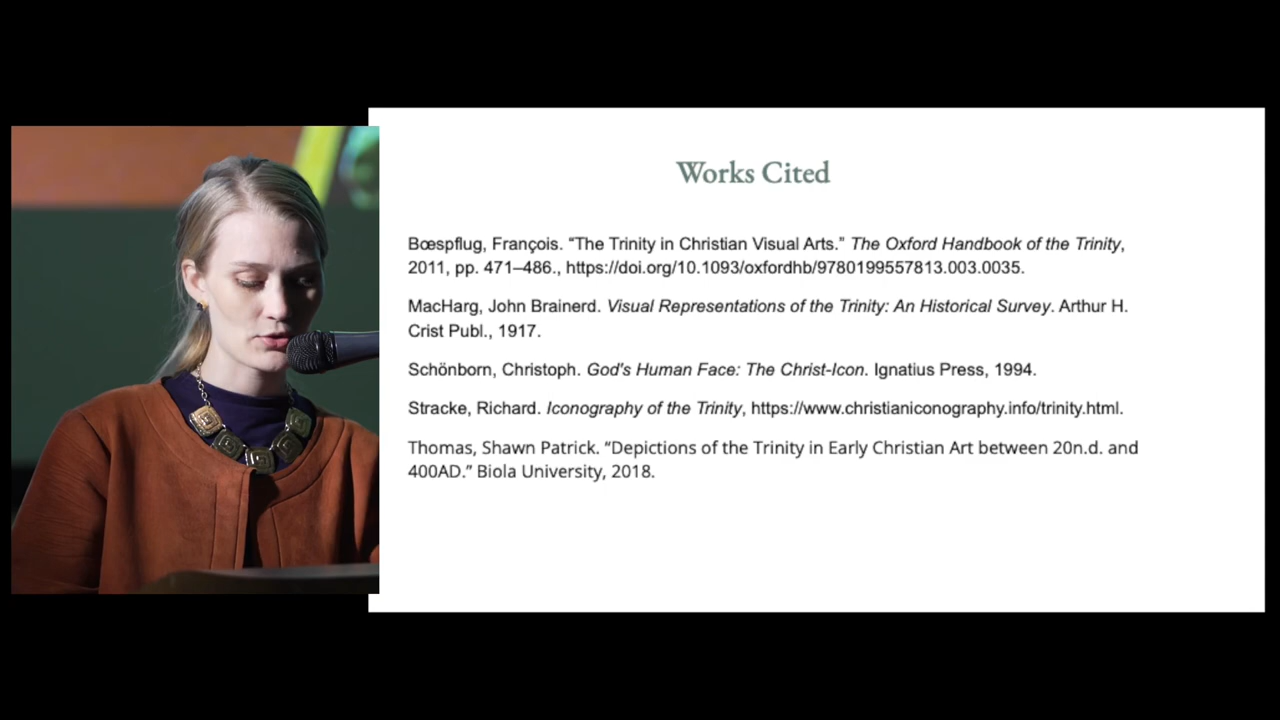 Works Cited
Bœspflug, François. “The Trinity in Christian Visual Arts.” The Oxford Handbook of the Trinity,
2011, pp. 471–486., https://doi.org/10.1093/oxfordhb/9780199557813.003.0035.
MacHarg, John Brainerd. Visual Representations of the Trinity: An Historical Survey. Arthur H.
Crist Publ., 1917.
Schönborn, Christoph. God's Human Face: The Christ-Icon. Ignatius Press, 1994.
Stracke, Richard. Iconography of the Trinity, https://www.christianiconography.info/trinity.html.
Thomas, Shawn Patrick. “Depictions of the Trinity in Early Christian Art between 20n.d. and
400AD.” Biola University, 2018.